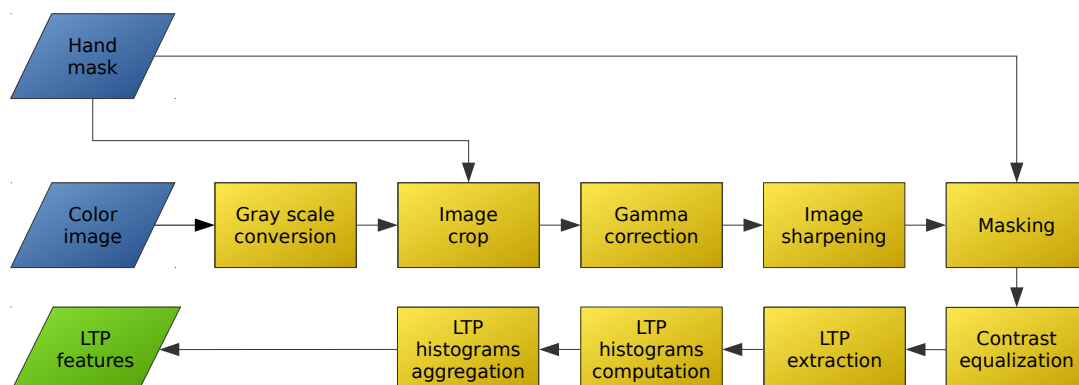 Hand
mask
Color
image
Gray scale
conversion
Image
crop
Gamma
correction
Image
sharpening
Masking
LTP
features
LTP
histograms
aggregation
LTP
histograms
computation
LTP
extraction
Contrast
equalization